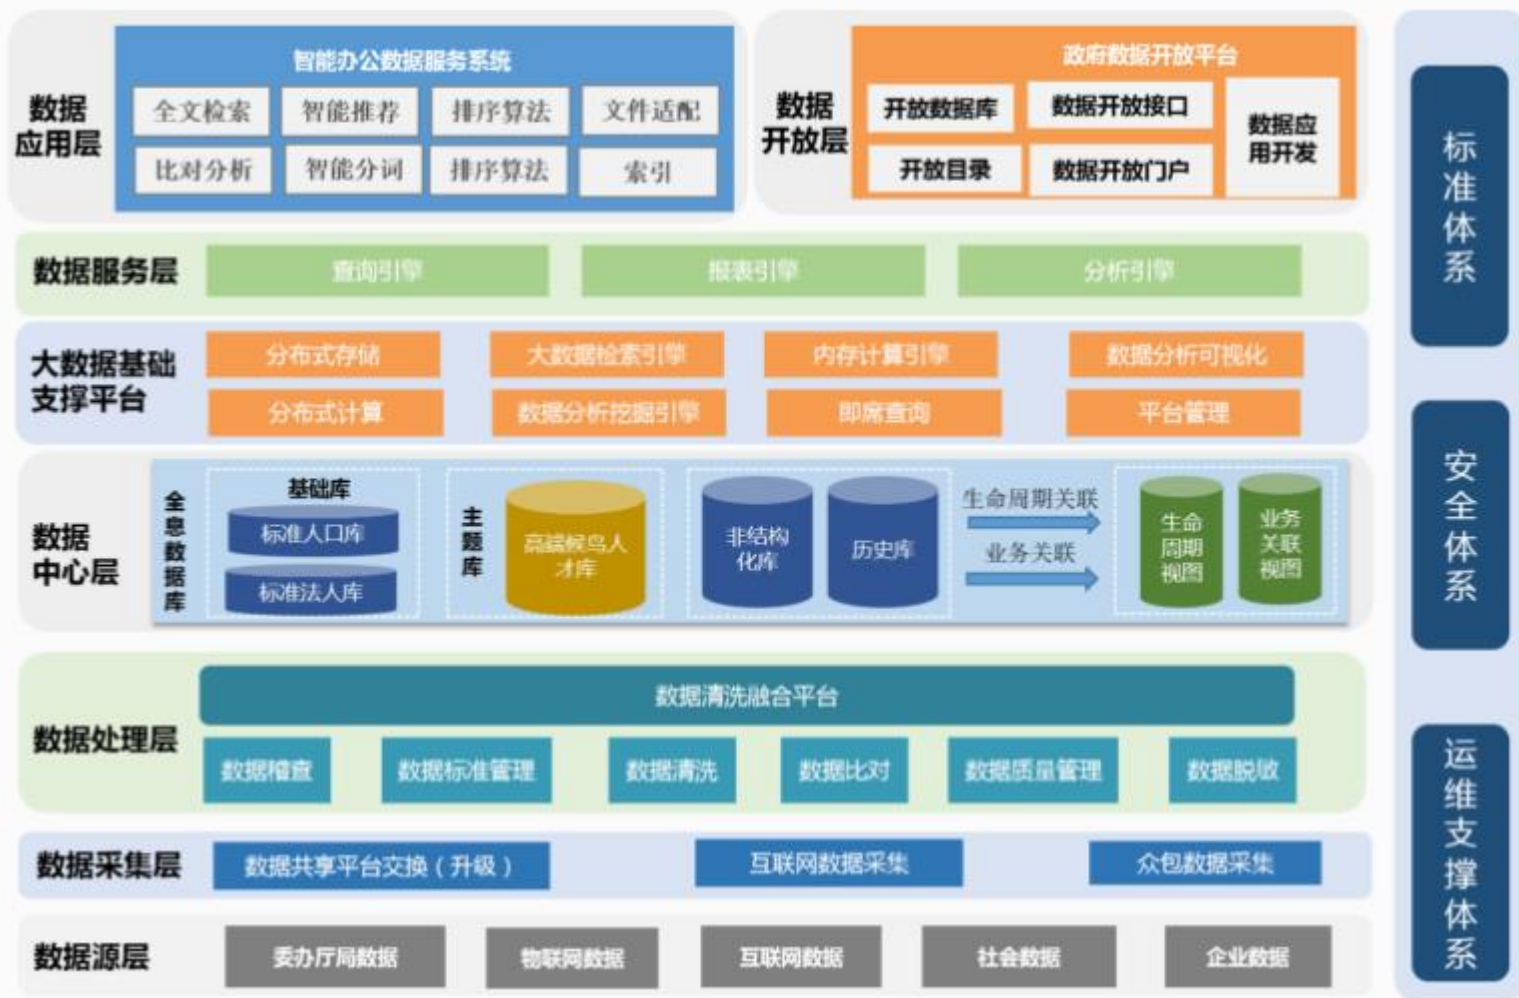 智能办公数据服务系统
数据
应用层
全文检索
智能推荐
排序算法
文件适配
比对分析
智能分词
排序算法
索引
政府数据开放平台
数据
开放层
开放数据库
数据开放接口
开放目录
数据开放门户
数据应
用开发
数据服务层
查询引擎
报表引擎
分析引擎
大数据基础
支撑平台
分布式存储
大数据检索引擎
内存计算引擎
数据分析可视化
分布式计算
数据分析挖掘引擎
即席查询
平台管理
数据
中心层
全息数据库
基础库
标准人口库
标准法人库
主题库
高端候鸟人
才库
非结构
化库
历史库
生命周期关联
业务关联
生命
周期
视图
业务
关联
视图
数据处理层
数据清洗融合平台
数据稽查
数据标准管理
数据清洗
数据比对
数据质量管理
数据脱敏
数据采集层
数据共享平台交换（升级）
互联网数据采集
众包数据采集
数据源层
委办厅局数据
物联网数据
互联网数据
社会数据
企业数据
标准体系
安全体系
运维支撑体系